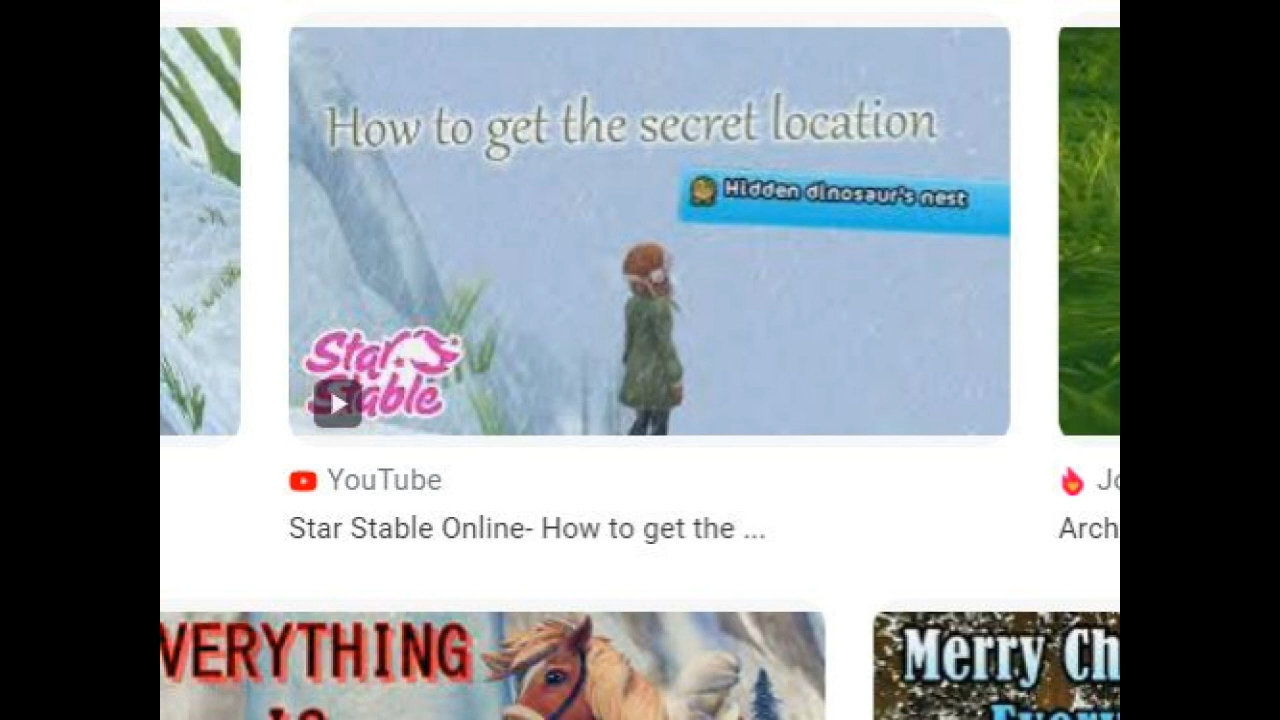 How to get the secret location
Hidden dinosaur's nest
Star
Stable
YouTube
Star Stable Online- How to get the ...
Arch
VERYTHING
Merry Ch